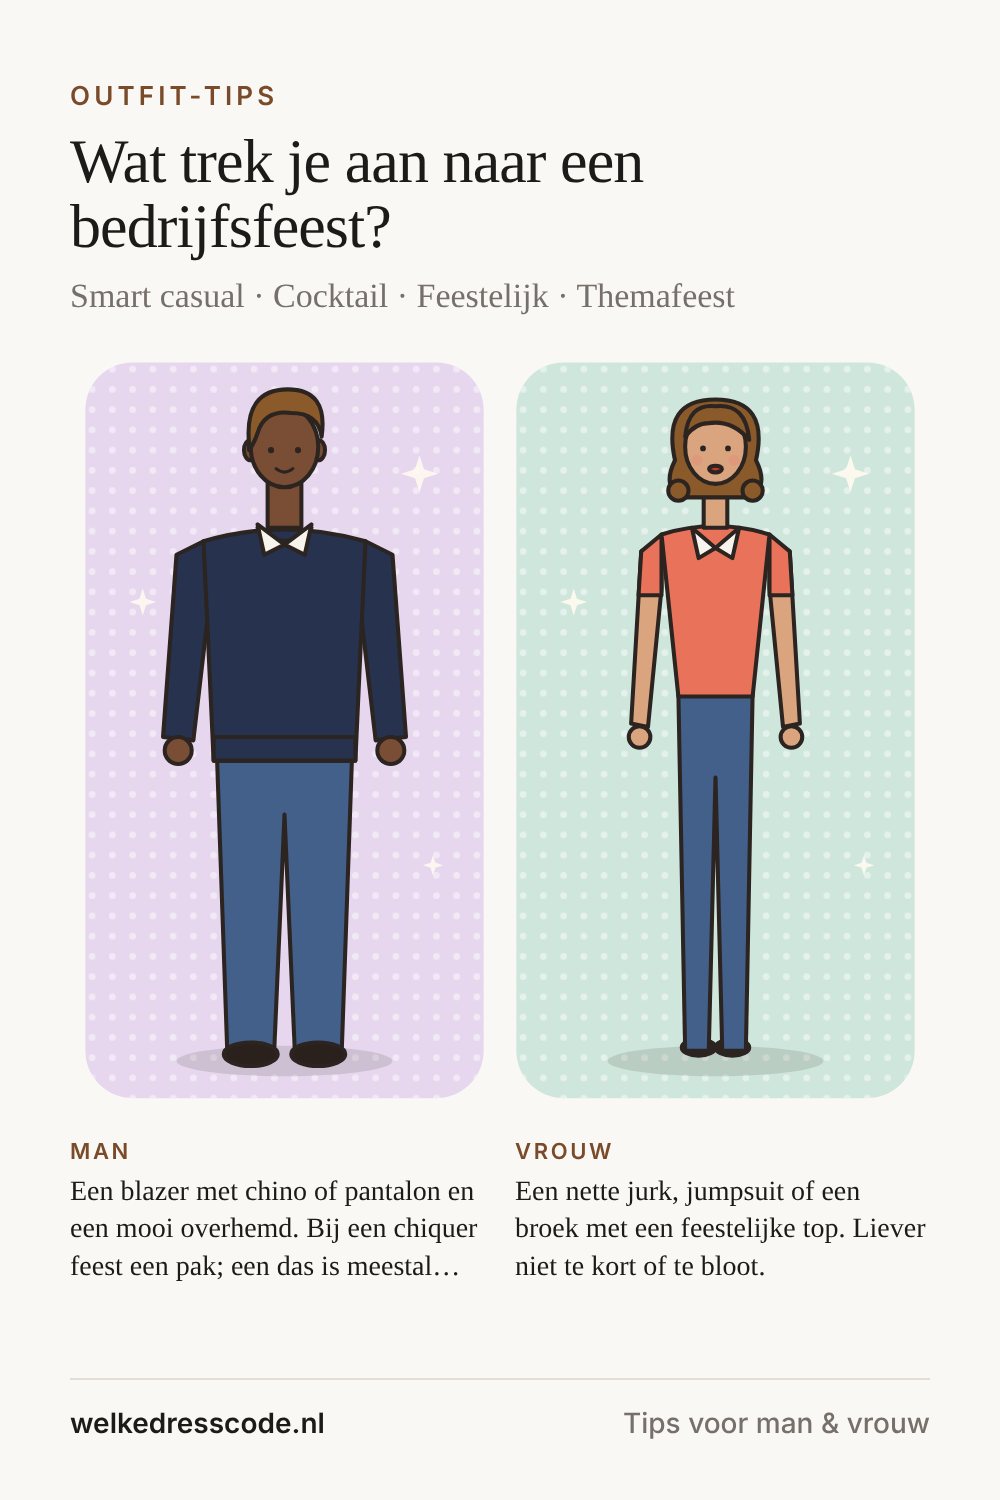 OUTFIT-TIPS
Wat trek je aan naar een
bedrijfsfeest?
Smart casual · Cocktail · Feestelijk · Themafeest
MAN
Een blazer met chino of pantalon en
een mooi overhemd. Bij een chiquer
feest een pak; een das is meestal…
VROUW
Een nette jurk, jumpsuit of een
broek met een feestelijke top. Liever
niet te kort of te bloot.
welkedresscode.nl
Tips voor man & vrouw